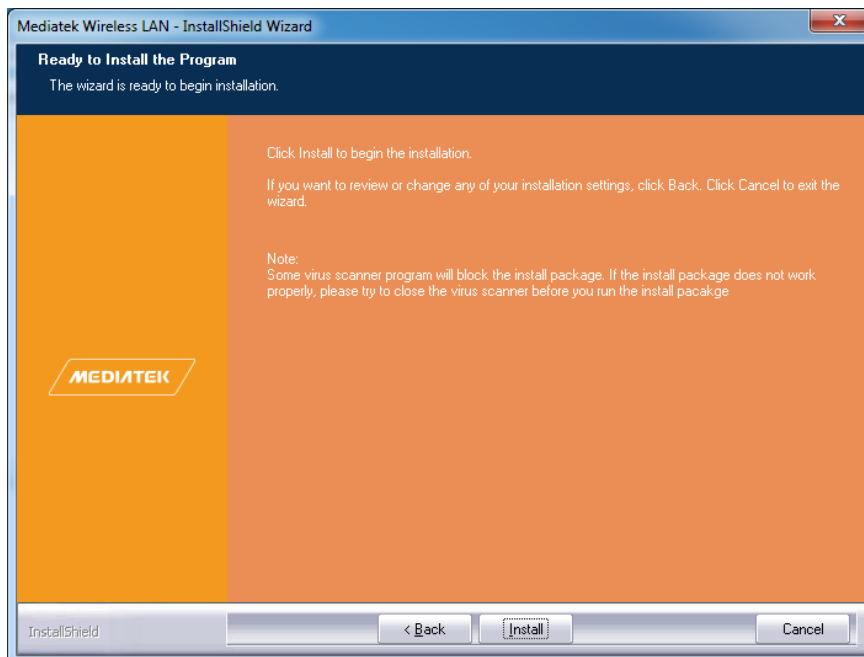 Mediatek Wireless LAN - InstallShield Wizard
Ready to Install the Program
The wizard is ready to begin installation.
Click Install to begin the installation.
If you want to review or change any of your installation settings, click Back. Click Cancel to exit the
wizard.
Note:
Some virus scanner program will block the install package. If the install package does not work
properly, please try to close the virus scanner before you run the install pacakge
MEDIATEK
InstallShield
< Back
Install
Cancel